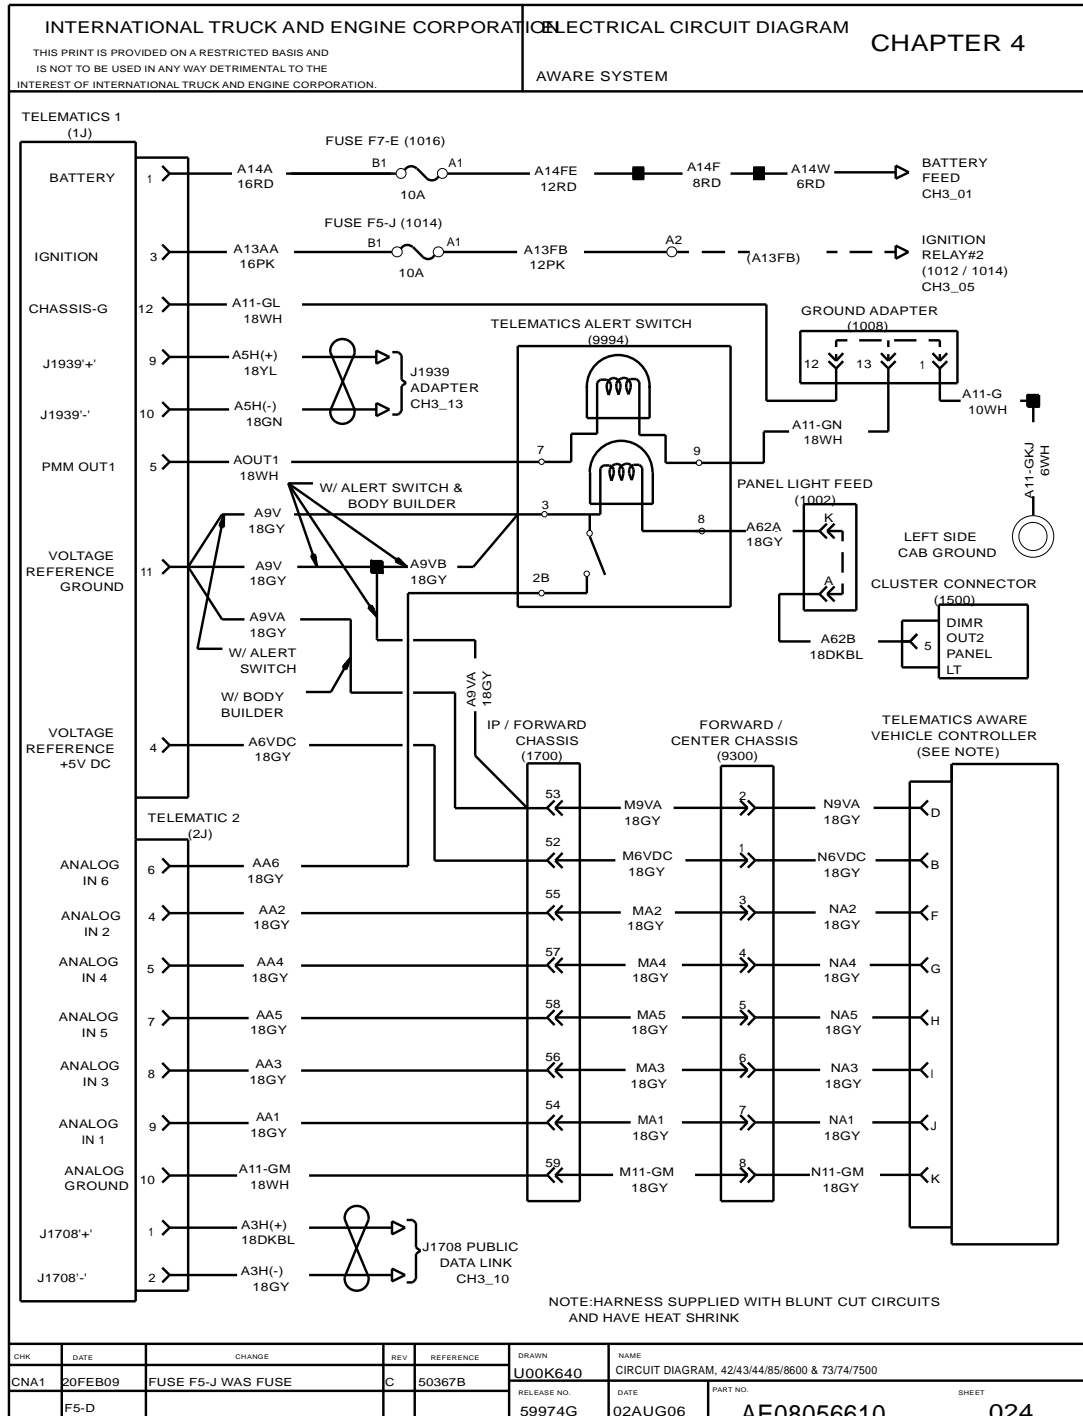 INTERNATIONAL TRUCK AND ENGINE CORPORATION
ELECTRICAL CIRCUIT DIAGRAM
CHAPTER 4
THIS PRINT IS PROVIDED ON A RESTRICTED BASIS AND
IS NOT TO BE USED IN ANY WAY DETRIMENTAL TO THE
INTEREST OF INTERNATIONAL TRUCK AND ENGINE CORPORATION.
AWARE SYSTEM
TELEMATICS 1
(1J)
BATTERY
1
A14A
16RD
FUSE F7-E (1016)
B1
A1
10A
A14FE
12RD
A14F
8RD
A14W
6RD
BATTERY
FEED
CH3_01
IGNITION
3
A13AA
16PK
FUSE F5-J (1014)
B1
A1
10A
A13FB
12PK
A2
(A13FB)
IGNITION
RELAY#2
(1012 / 1014)
CH3_05
CHASSIS-G
12
A11-GL
18WH
J1939'+'
9
A5H(+)
18YL
J1939'-'
10
A5H(-)
18GN
J1939
ADAPTER
CH3_13
TELEMATICS ALERT SWITCH
(9994)
7
9
3
8
2B
GROUND ADAPTER
(1008)
12
13
1
A11-G
10WH
A11-GN
18WH
A11-GKJ
6WH
LEFT SIDE
CAB GROUND
PMM OUT1
5
AOUT1
18WH
W/ ALERT SWITCH &
BODY BUILDER
A9V
18GY
VOLTAGE
REFERENCE
GROUND
11
A9V
18GY
A9VB
18GY
A9VA
18GY
W/ ALERT
SWITCH
W/ BODY
BUILDER
A9VA
18GY
PANEL LIGHT FEED
(1002)
K
A
A62A
18GY
A62B
18DKBL
CLUSTER CONNECTOR
(1500)
5
DIMR
OUT2
PANEL
LT
VOLTAGE
REFERENCE
+5V DC
4
A6VDC
18GY
IP / FORWARD
CHASSIS
(1700)
FORWARD /
CENTER CHASSIS
(9300)
TELEMATICS AWARE
VEHICLE CONTROLLER
(SEE NOTE)
53
M9VA
18GY
2
N9VA
18GY
D
TELEMATIC 2
(2J)
52
M6VDC
18GY
1
N6VDC
18GY
B
ANALOG
IN 6
6
AA6
18GY
ANALOG
IN 2
4
AA2
18GY
55
MA2
18GY
3
NA2
18GY
F
ANALOG
IN 4
5
AA4
18GY
57
MA4
18GY
4
NA4
18GY
G
ANALOG
IN 5
7
AA5
18GY
58
MA5
18GY
5
NA5
18GY
H
ANALOG
IN 3
8
AA3
18GY
56
MA3
18GY
6
NA3
18GY
I
ANALOG
IN 1
9
AA1
18GY
54
MA1
18GY
7
NA1
18GY
J
ANALOG
GROUND
10
A11-GM
18WH
59
M11-GM
18GY
8
N11-GM
18GY
K
J1708'+'
1
A3H(+)
18DKBL
J1708'-'
2
A3H(-)
18GY
J1708 PUBLIC
DATA LINK
CH3_10
NOTE:HARNESS SUPPLIED WITH BLUNT CUT CIRCUITS
AND HAVE HEAT SHRINK
CHK
DATE
CHANGE
REV
REFERENCE
DRAWN
NAME
CNA1
20FEB09
FUSE F5-J WAS FUSE
C
50367B
U00K640
CIRCUIT DIAGRAM, 42/43/44/85/8600 & 73/74/7500
F5-D
RELEASE NO.
DATE
PART NO.
SHEET
59974G
02AUG06
AE08056610
024